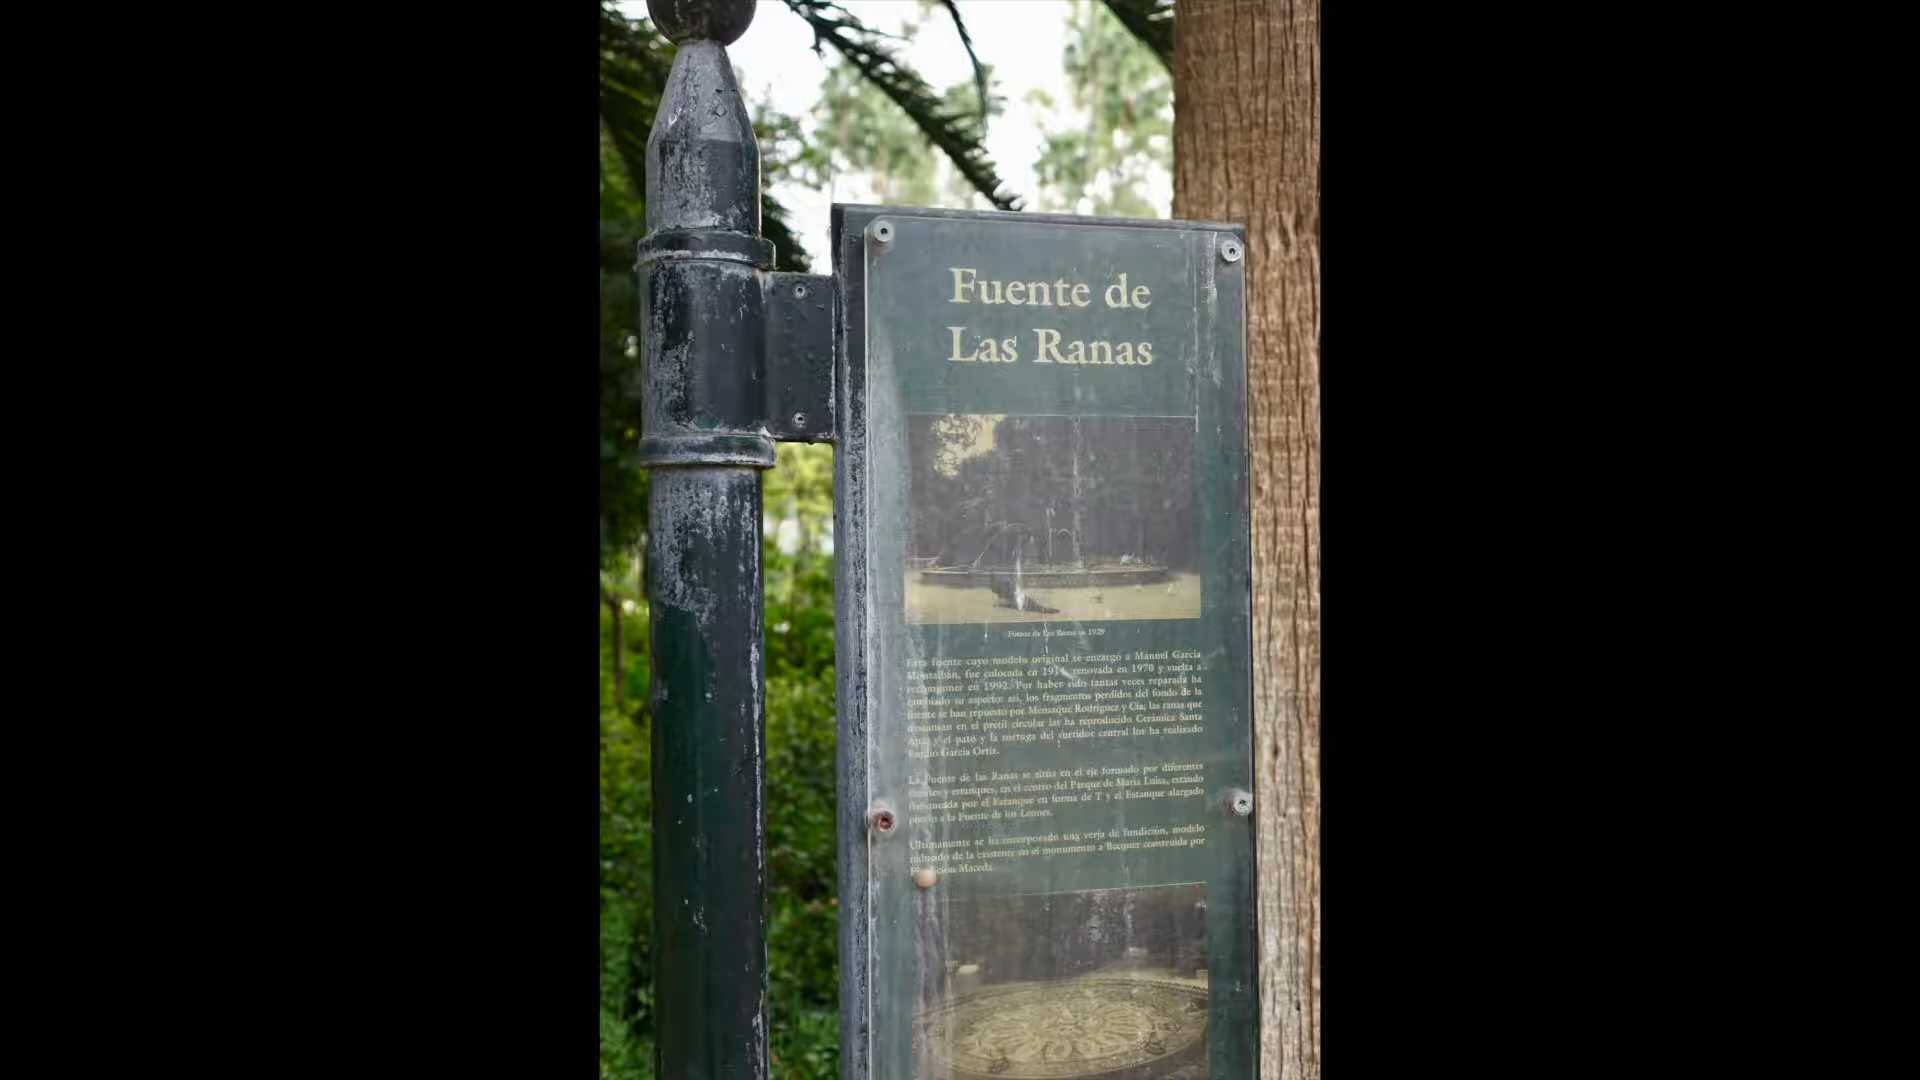 Fuente de
Las Ranas
Fuente de Las Ranas en 1929
Esta fuente cuyo modelo original se encargó a Manuel García
Montalbán, fue colocada en 1914, renovada en 1970 y vuelta a
recomponer en 1992. Por haber sido tantas veces reparada ha
cambiado su aspecto: así, los fragmentos perdidos del fondo de la
fuente se han repuesto por Mensaque Rodríguez y Cía; las ranas que
descansan en el pretil circular las ha reproducido Cerámica Santa
Ana; y el pato y la tortuga del surtidor central los ha realizado
García Ortiz.
La Fuente de las Ranas se sitúa en el eje formado por diferentes
fuentes y estanques, en el centro del Parque de María Luisa, estando
flanqueada por el Estanque en forma de T y el Estanque alargado
previo a la Fuente de los Leones.
Ultimamente se ha incorporado una verja de fundición, modelo
reducido de la existente en el monumento a Becquer construida por
Fundición Maceda.